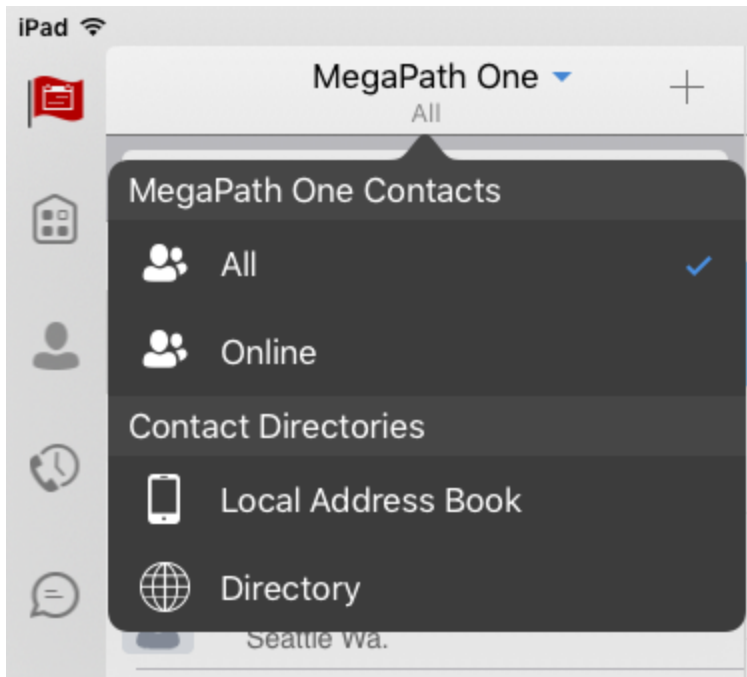 iPad
MegaPath One
All
MegaPath One Contacts
All
Online
Contact Directories
Local Address Book
Directory
Seattle Wa.